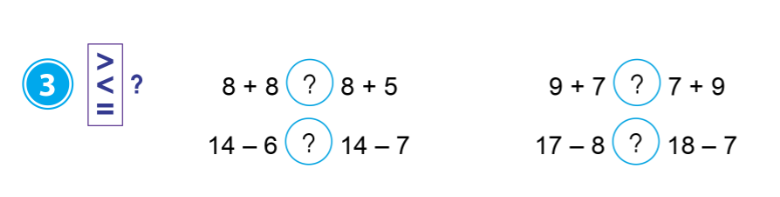 3 > < = ?
8 + 8 ? 8 + 5 9 + 7 ? 7 + 9
14 – 6 ? 14 – 7 17 – 8 ? 18 – 7